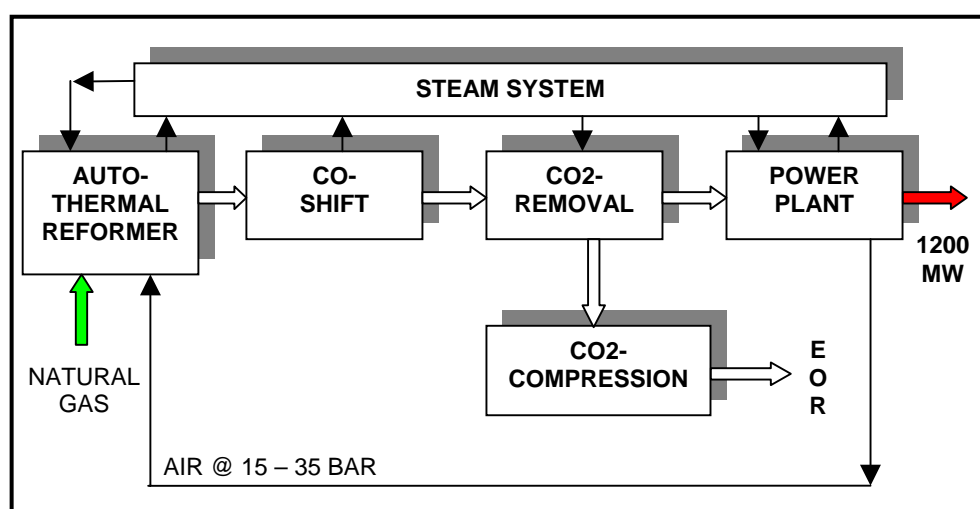 STEAM SYSTEM
AUTO-
THERMAL
REFORMER
CO-
SHIFT
CO2-
REMOVAL
POWER
PLANT
1200
MW
NATURAL
GAS
CO2-
COMPRESSION
E
O
R
AIR @ 15 – 35 BAR